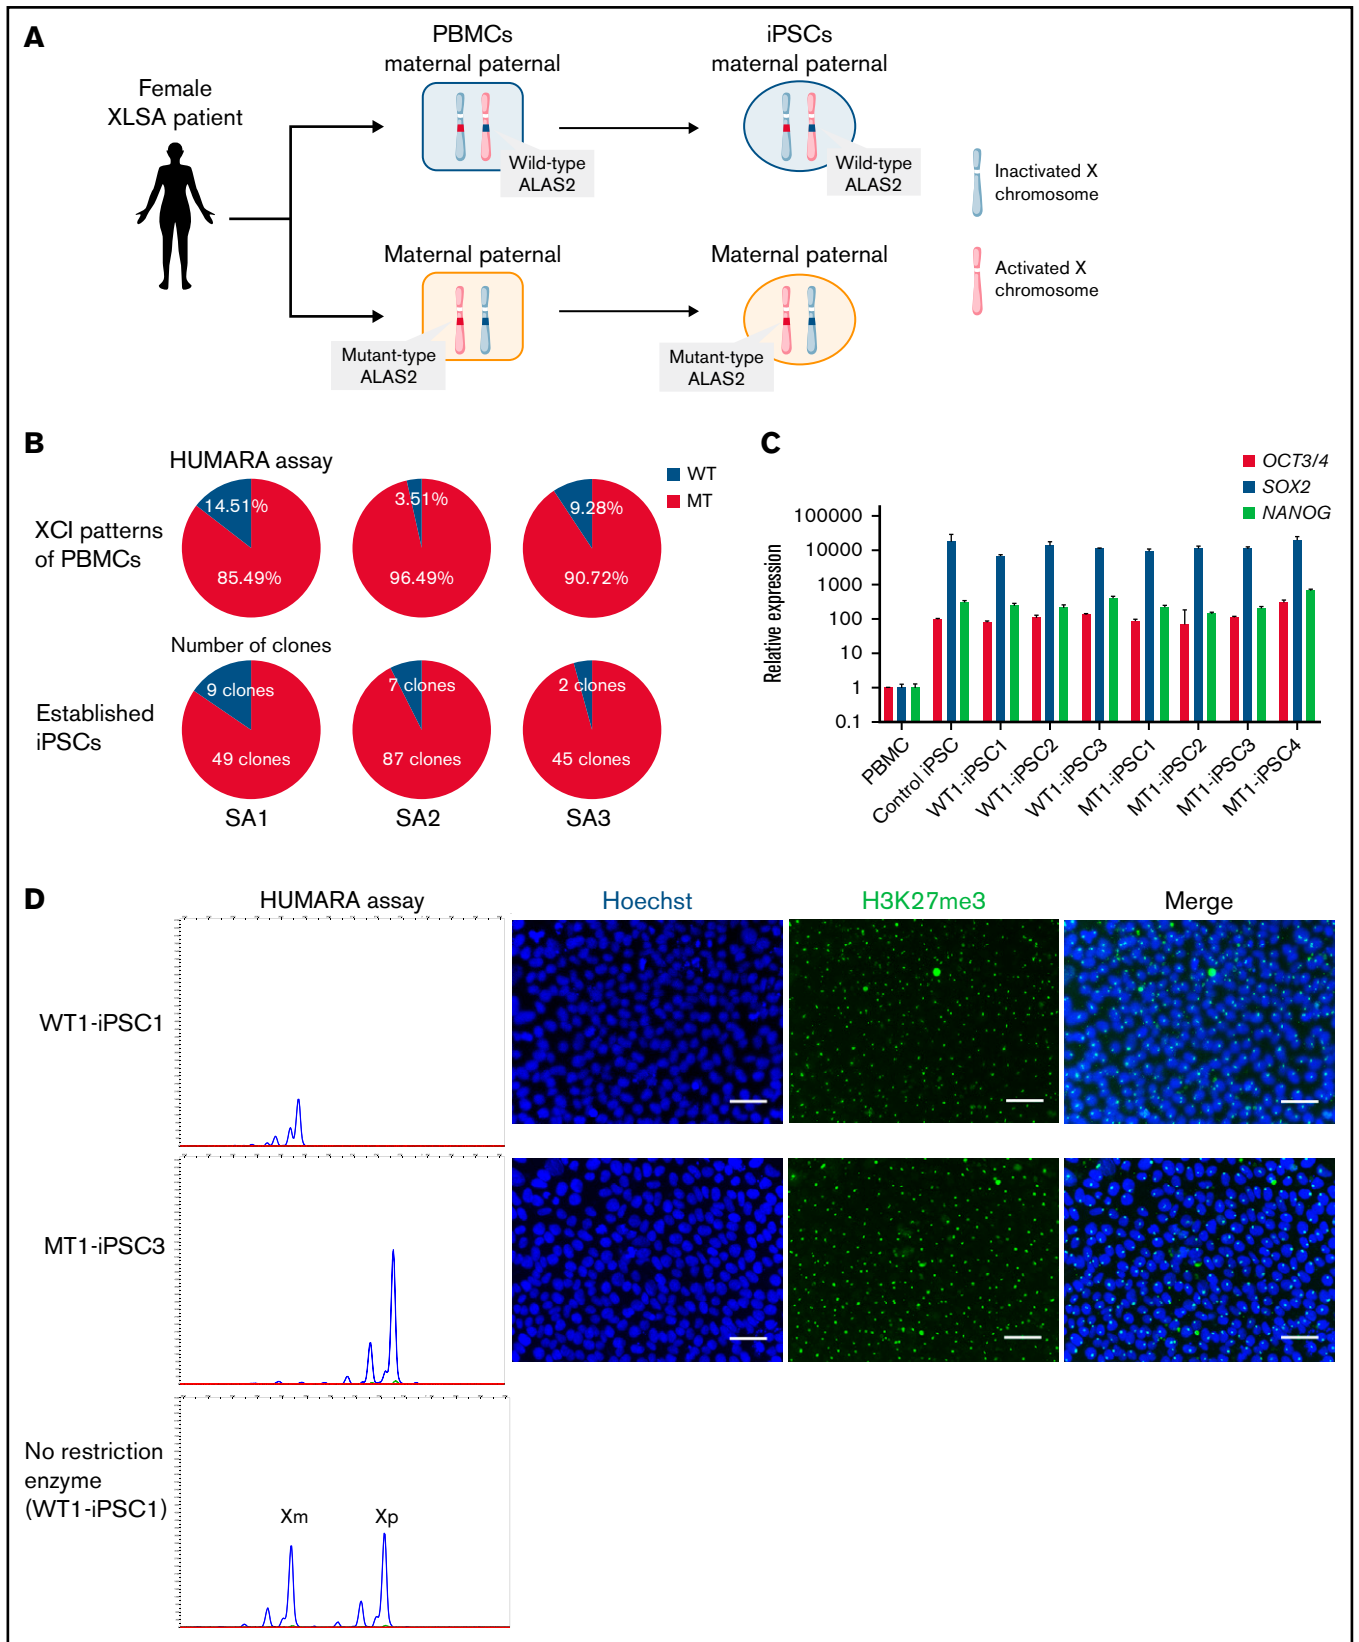 A
Female
XLSA patient
PBMCs
maternal paternal
iPSCs
maternal paternal
Wild-type
ALAS2
Wild-type
ALAS2
Inactivated X
chromosome
Maternal paternal
Maternal paternal
Activated X
chromosome
Mutant-type
ALAS2
Mutant-type
ALAS2
B
HUMARA assay
WT
MT
XCI patterns
of PBMCs
14.51%
85.49%
3.51%
96.49%
9.28%
90.72%
Number of clones
Established
iPSCs
9 clones
49 clones
7 clones
87 clones
2 clones
45 clones
SA1
SA2
SA3
C
OCT3/4
SOX2
NANOG
Relative expression
100000
10000
1000
100
10
1
0.1
PBMC
Control iPSC
WT1-iPSC1
WT1-iPSC2
WT1-iPSC3
MT1-iPSC1
MT1-iPSC2
MT1-iPSC3
MT1-iPSC4
D
HUMARA assay
Hoechst
H3K27me3
Merge
WT1-iPSC1
MT1-iPSC3
No restriction
enzyme
(WT1-iPSC1)
Xm
Xp